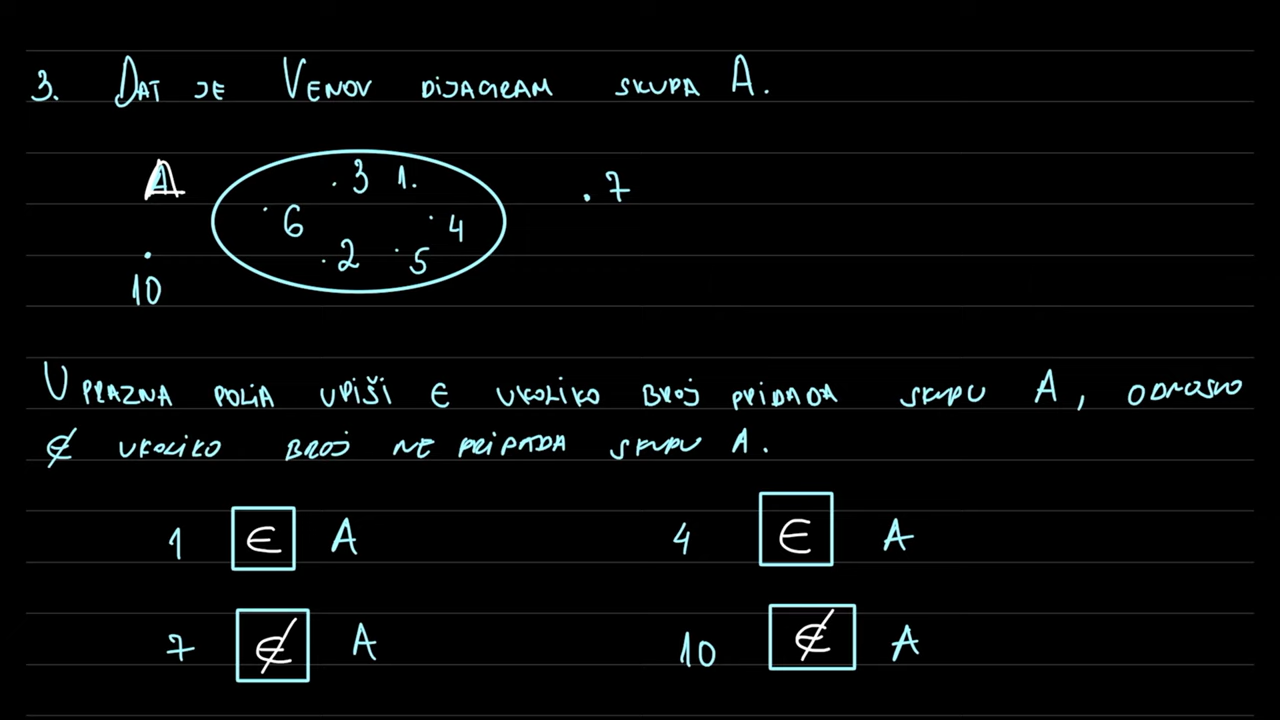 3. DAT JE VENOV DIJAGRAM SKUPA A.
A . 3 1. . 7
. 6 . 4
. 2 . 5
10
U PRAZNA POLJA UPIŠI ∈ UKOLIKO BROJ PRIPADA SKUPU A, ODNOSNO
∉ UKOLIKO BROJ NE PRIPADA SKUPU A.
1 ∈ A 4 ∈ A
7 ∉ A 10 ∉ A